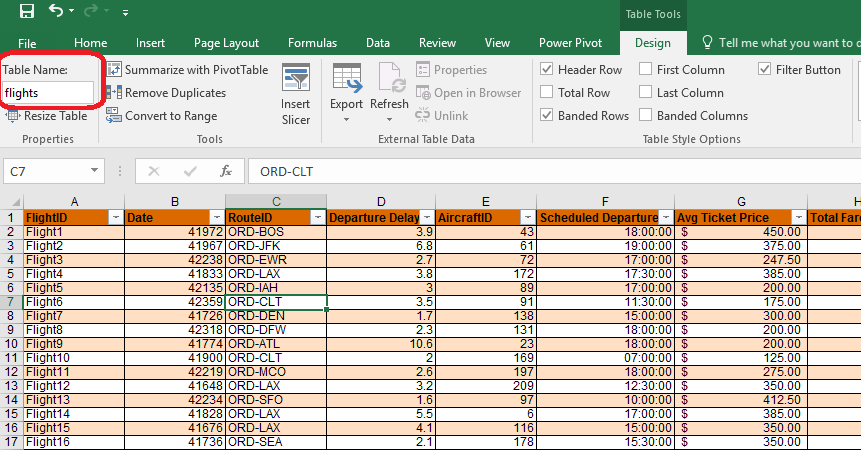 Table Tools
File Home Insert Page Layout Formulas Data Review View Power Pivot Design Tell me what you want to d
Table Name:
flights
Resize Table
Properties
Summarize with PivotTable
Remove Duplicates
Convert to Range
Tools
Insert
Slicer
Export
Refresh
Properties
Open in Browser
Unlink
External Table Data
Header Row First Column Filter Button
Total Row Last Column
Banded Rows Banded Columns
Table Style Options
C7 fx ORD-CLT
A B C D E F G H
1 FlightID Date RouteID Departure Delay AircraftID Scheduled Departure Avg Ticket Price Total Fare
2 Flight1 41972 ORD-BOS 3.9 43 18:00:00 $ 450.00
3 Flight2 41967 ORD-JFK 6.8 61 19:00:00 $ 375.00
4 Flight3 42238 ORD-EWR 2.7 72 17:00:00 $ 247.50
5 Flight4 41833 ORD-LAX 3.8 172 17:30:00 $ 385.00
6 Flight5 42135 ORD-IAH 3 89 17:00:00 $ 200.00
7 Flight6 42359 ORD-CLT 3.5 91 11:30:00 $ 175.00
8 Flight7 41726 ORD-DEN 1.7 138 15:00:00 $ 300.00
9 Flight8 42318 ORD-DFW 2.3 131 18:00:00 $ 200.00
10 Flight9 41774 ORD-ATL 10.6 23 18:00:00 $ 200.00
11 Flight10 41900 ORD-CLT 2 169 07:00:00 $ 125.00
12 Flight11 42219 ORD-MCO 2.6 197 18:00:00 $ 275.00
13 Flight12 41648 ORD-LAX 3.2 209 12:30:00 $ 350.00
14 Flight13 42234 ORD-SFO 1.6 97 10:00:00 $ 412.50
15 Flight14 41828 ORD-LAX 5.5 6 17:00:00 $ 385.00
16 Flight15 41676 ORD-LAX 4.1 116 15:00:00 $ 350.00
17 Flight16 41736 ORD-SEA 2.1 178 15:30:00 $ 350.00